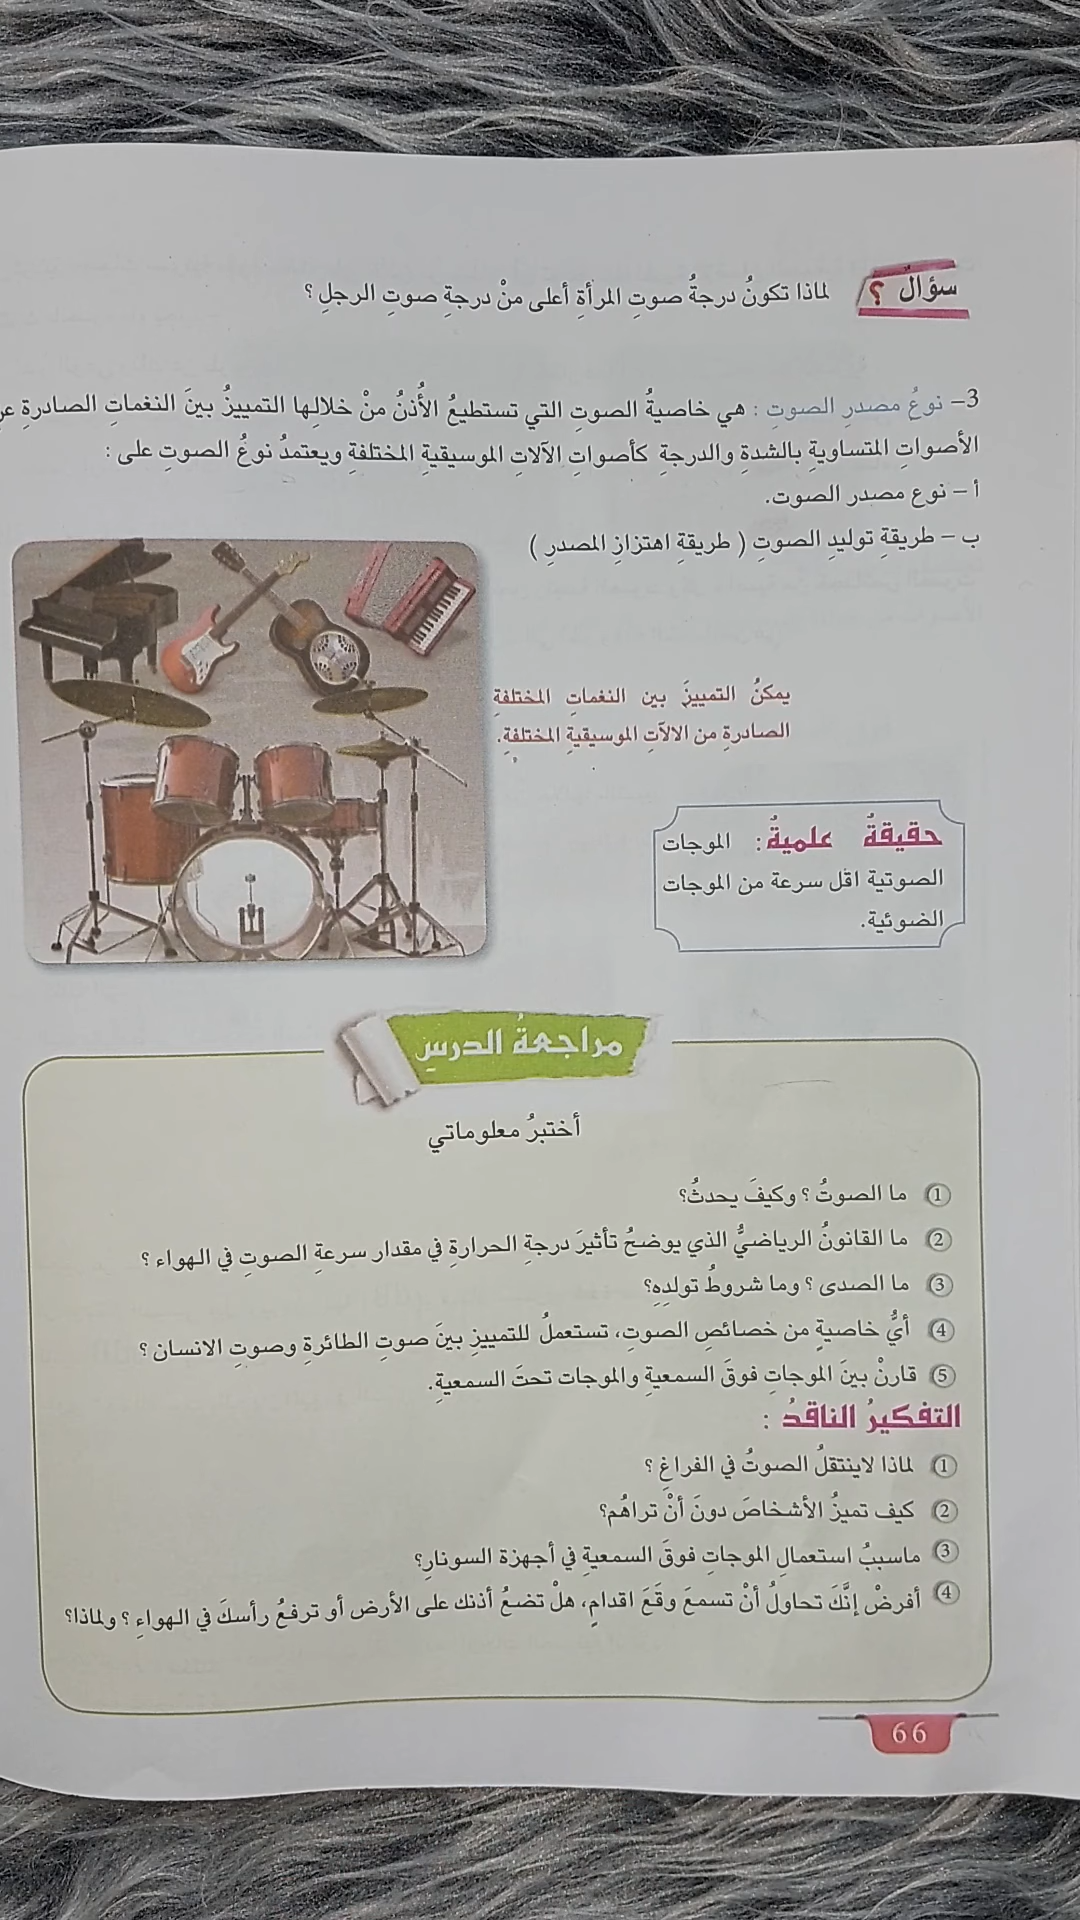 سؤال ؟
لماذا تكونُ درجةُ صوتِ المرأةِ أعلى منْ درجةِ صوتِ الرجلِ ؟
3– نوعُ مصدرِ الصوتِ : هي خاصيةُ الصوتِ التي تستطيعُ الأُذنُ منْ خلالِها التمييزُ بينَ النغماتِ الصادرةِ
الأصواتِ المتساويةِ بالشدةِ والدرجةِ كأصواتِ الآلاتِ الموسيقيةِ المختلفةِ ويعتمدُ نوعُ الصوتِ على :
أ – نوع مصدر الصوت.
ب – طريقةِ توليدِ الصوتِ ( طريقةِ اهتزازِ المصدرِ )
يمكنُ التمييزَ بين النغماتِ المختلفةِ
الصادرةِ من الالآتِ الموسيقيةِ المختلفةِ.
حقيقةٌ علميةٌ : الموجات
الصوتية اقل سرعة من الموجات
الضوئية.
مراجعةُ الدرسِ
أختبرُ معلوماتي
1 ما الصوتُ ؟ وكيفَ يحدثُ؟
2 ما القانونُ الرياضيُّ الذي يوضحُ تأثيرَ درجةِ الحرارةِ في مقدار سرعةِ الصوتِ في الهواء ؟
3 ما الصدى ؟ وما شروطُ تولدِهِ؟
4 أيُّ خاصيةٍ من خصائصِ الصوتِ، تستعملُ للتمييزِ بينَ صوتِ الطائرةِ وصوتِ الانسان ؟
5 قارنْ بينَ الموجاتِ فوقَ السمعيةِ والموجات تحتَ السمعيةِ.
التفكيرُ الناقدُ :
1 لماذا لاينتقلُ الصوتُ في الفراغِ ؟
2 كيف تميزُ الأشخاصَ دونَ أنْ تراهُم؟
3 ماسببُ استعمالِ الموجاتِ فوقَ السمعيةِ في أجهزة السونارِ؟
4 أفرضْ إنَّكَ تحاولُ أنْ تسمعَ وقْعَ اقدامٍ، هلْ تضعُ أذنك على الأرض أو ترفعُ رأسكَ في الهواءِ ؟ ولماذا؟
66